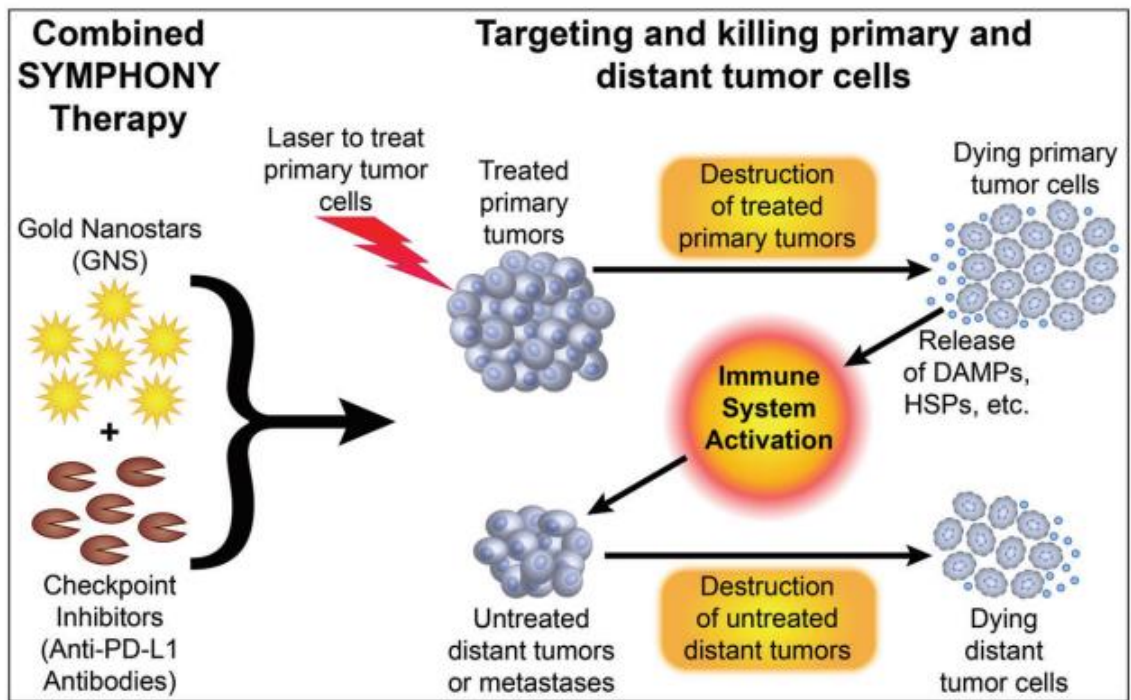 Combined
SYMPHONY
Therapy
Targeting and killing primary and
distant tumor cells
Gold Nanostars
(GNS)
+
Checkpoint
Inhibitors
(Anti-PD-L1
Antibodies)
Laser to treat
primary tumor
cells
Treated
primary
tumors
Destruction
of treated
primary tumors
Dying primary
tumor cells
Release
of DAMPs,
HSPs, etc.
Immune
System
Activation
Untreated
distant tumors
or metastases
Destruction
of untreated
distant tumors
Dying
distant
tumor cells